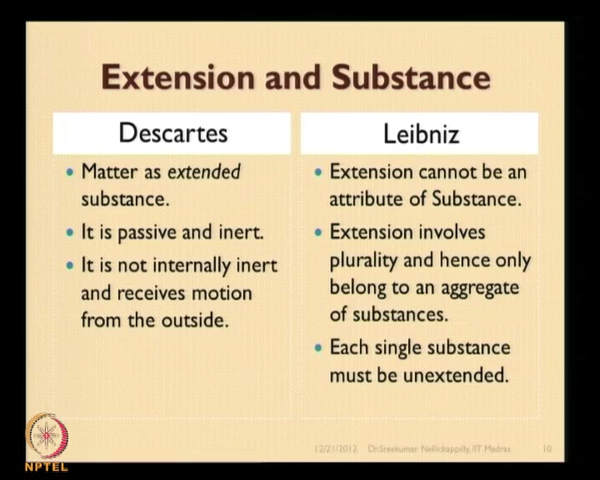 Extension and Substance
Descartes
• Matter as extended
substance.
• It is passive and inert.
• It is not internally inert
and receives motion
from the outside.
Leibniz
• Extension cannot be an
attribute of Substance.
• Extension involves
plurality and hence only
belong to an aggregate
of substances.
• Each single substance
must be unextended.
12/21/2012 Dr.Sreekumar Nellickappilly, IIT Madras 10
NPTEL